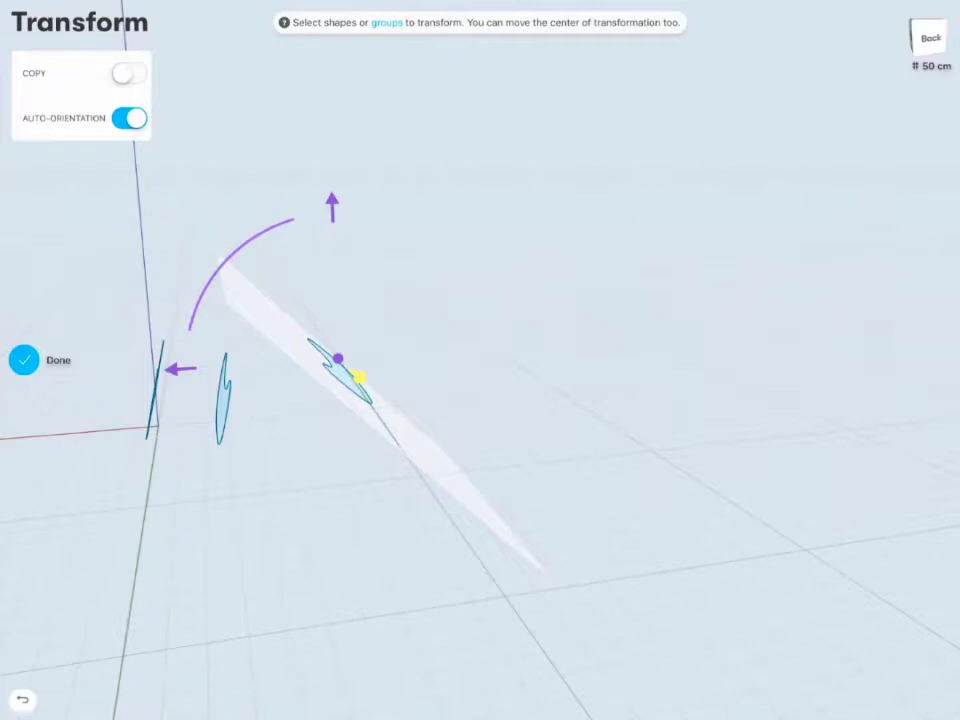 Transform
Select shapes or groups to transform. You can move the center of transformation too.
Back
# 50 cm
COPY
AUTO-ORIENTATION
Done